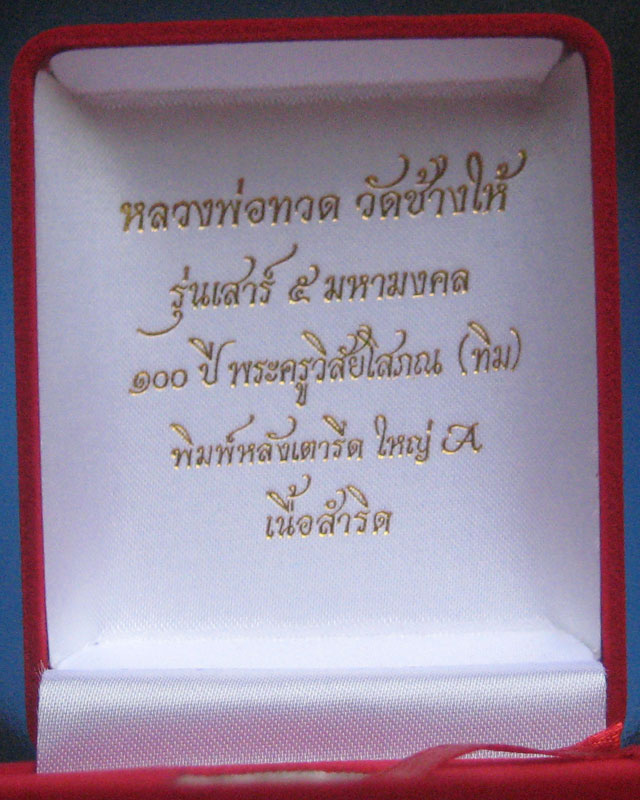 หลวงพ่อทวด วัดช้างให้
รุ่นเสาร์ ๕ มหามงคล
๑๐๐ ปี พระครูวิสัยโสภณ (ทิม)
พิมพ์หลังเตารีด ใหญ่ A
เนื้อสำริด